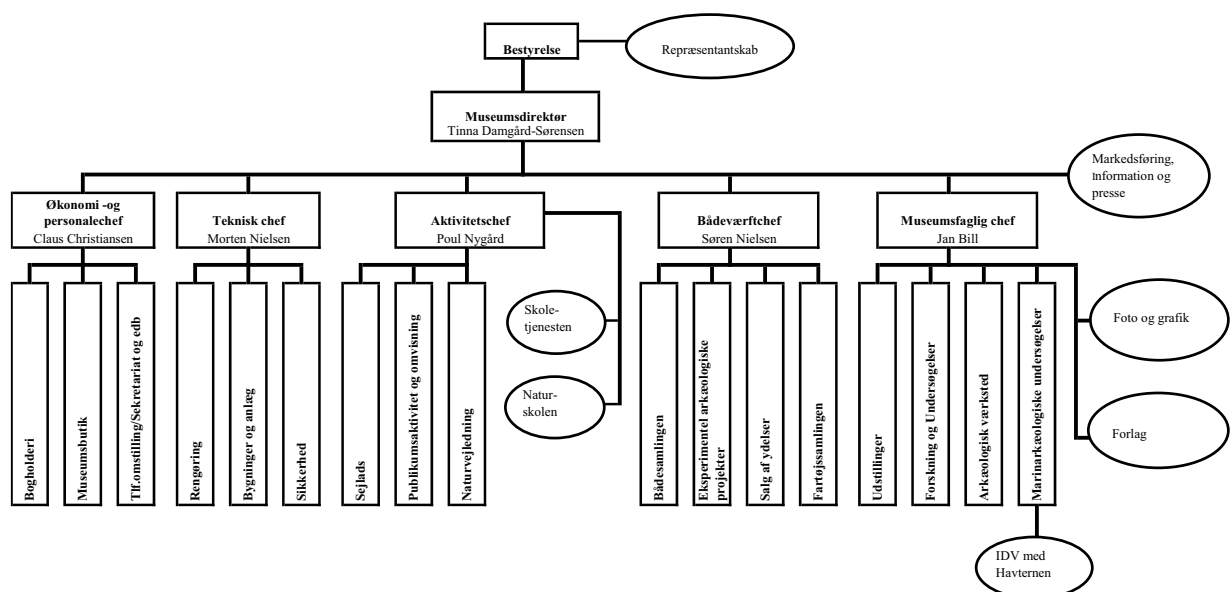 Bestyrelse
Repræsentantskab
Museumsdirektør
Tinna Damgård-Sørensen
Markedsføring,
Information og
presse
Økonomi -og
personalechef
Claus Christiansen
Teknisk chef
Morten Nielsen
Aktivitetschef
Poul Nygård
Bådeværftchef
Søren Nielsen
Museumsfaglig chef
Jan Bill
Bogholderi
Museumsbutik
Tlf.omstilling/Sekretariat og edb
Rengøring
Bygninger og anlæg
Sikkerhed
Sejlads
Publikumsaktivitet og omvisning
Naturvejledning
Skole-
tjenesten
Natur-
skolen
Bådesamlingen
Eksperimentel arkæologiske
projekter
Salg af ydelser
Fartøjssamlingen
Udstillinger
Forskning og Undersøgelser
Arkæologisk værksted
Marinarkæologiske undersøgelser
Foto og grafik
Forlag
IDV med
Havternen